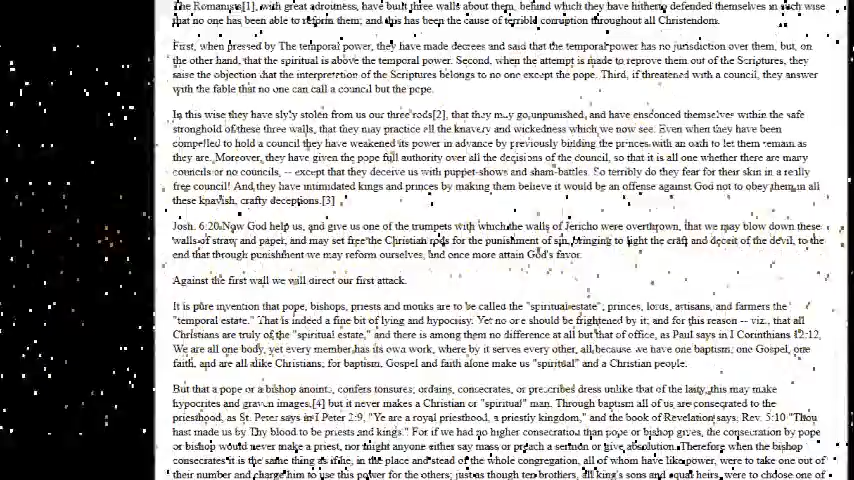 The Romanists[1], with great adroitness, have built three walls about them, behind which they have hitherto defended themselves in such wise
that no one has been able to reform them; and this has been the cause of terrible corruption throughout all Christendom.
First, when pressed by The temporal power, they have made decrees and said that the temporal power has no jurisdiction over them, but, on
the other hand, that the spiritual is above the temporal power. Second, when the attempt is made to reprove them out of the Scriptures, they
raise the objection that the interpretation of the Scriptures belongs to no one except the pope. Third, if threatened with a council, they answer
with the fable that no one can call a council but the pope.
In this wise they have slyly stolen from us our three rods[2], that they may go unpunished, and have ensconced themselves within the safe
stronghold of these three walls, that they may practice all the knavery and wickedness which we now see. Even when they have been
compelled to hold a council they have weakened its power in advance by previously binding the princes with an oath to let them remain as
they are. Moreover, they have given the pope full authority over all the decisions of the council, so that it is all one whether there are many
councils or no councils, -- except that they deceive us with puppet-shows and sham-battles. So terribly do they fear for their skin in a really
free council! And they have intimidated kings and princes by making them believe it would be an offense against God not to obey them in all
these knavish, crafty deceptions.[3]
Josh. 6:20 Now God help us, and give us one of the trumpets with which the walls of Jericho were overthrown, that we may blow down these
walls of straw and paper, and may set free the Christian rods for the punishment of sin, bringing to light the craft and deceit of the devil, to the
end that through punishment we may reform ourselves, and once more attain God's favor.
Against the first wall we will direct our first attack.
It is pure invention that pope, bishops, priests and monks are to be called the "spiritual estate"; princes, lords, artisans, and farmers the
"temporal estate." That is indeed a fine bit of lying and hypocrisy. Yet no one should be frightened by it; and for this reason -- viz., that all
Christians are truly of the "spiritual estate," and there is among them no difference at all but that of office, as Paul says in I Corinthians 12:12,
We are all one body, yet every member has its own work, where by it serves every other, all because we have one baptism, one Gospel, one
faith, and are all alike Christians; for baptism, Gospel and faith alone make us "spiritual" and a Christian people.
But that a pope or a bishop anoints, confers tonsures; ordains, consecrates, or prescribes dress unlike that of the laity, this may make
hypocrites and graven images,[4] but it never makes a Christian or "spiritual" man. Through baptism all of us are consecrated to the
priesthood, as St. Peter says in I Peter 2:9, "Ye are a royal priesthood, a priestly kingdom," and the book of Revelation says: Rev. 5:10 "Thou
hast made us by Thy blood to be priests and kings." For if we had no higher consecration than pope or bishop gives, the consecration by pope
or bishop would never make a priest, nor might anyone either say mass or preach a sermon or give absolution. Therefore when the bishop
consecrates it is the same thing as if he, in the place and stead of the whole congregation, all of whom have like power, were to take one out of
their number and charge him to use this power for the others; just as though ten brothers, all king's sons and equal heirs, were to choose one of